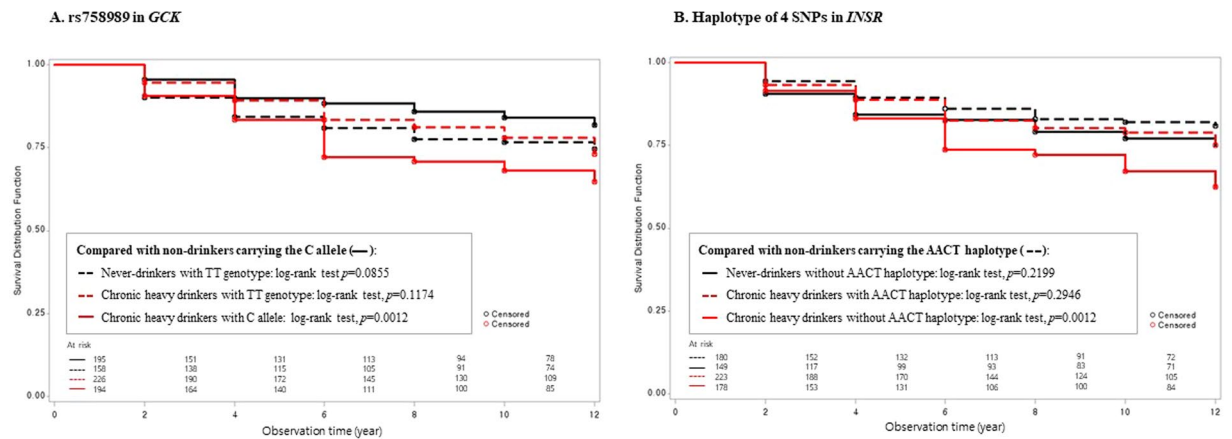 A. rs758989 in GCK
1.00
0.75
0.50
0.25
0.00
Survival Distribution Function
Compared with non-drinkers carrying the C allele (—):
Never-drinkers with TT genotype: log-rank test p=0.0855
Chronic heavy drinkers with TT genotype: log-rank test, p=0.1174
Chronic heavy drinkers with C allele: log-rank test, p=0.0012
Censored
Censored
At risk
195 151 131 113 94 78
158 138 115 105 91 74
226 190 172 145 130 109
194 164 140 111 100 85
0 2 4 6 8 10 12
Observation time (year)
B. Haplotype of 4 SNPs in INSR
1.00
0.75
0.50
0.25
0.00
Survival Distribution Function
Compared with non-drinkers carrying the AACT haplotype (--):
Never-drinkers without AACT haplotype: log-rank test, p=0.2199
Chronic heavy drinkers with AACT haplotype: log-rank test, p=0.2946
Chronic heavy drinkers without AACT haplotype: log-rank test, p=0.0012
Censored
Censored
At risk
180 152 132 113 91 72
149 117 99 93 83 71
223 188 170 144 124 105
178 153 131 106 100 84
0 2 4 6 8 10 12
Observation time (year)